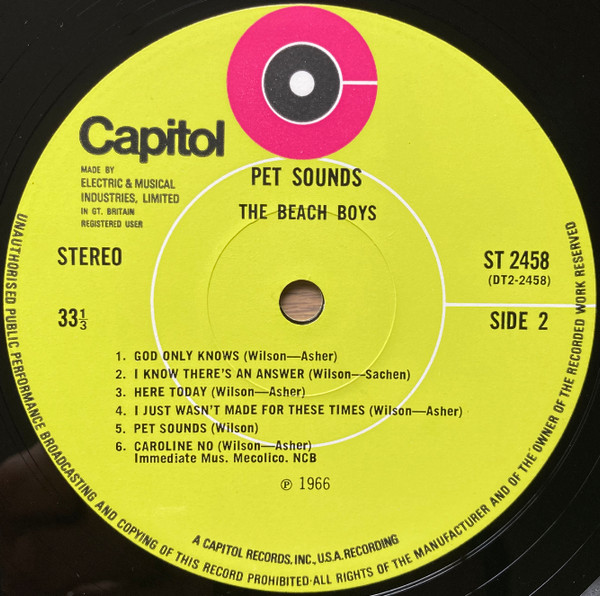 Capitol
MADE BY
ELECTRIC & MUSICAL
INDUSTRIES, LIMITED
IN GT. BRITAIN
REGISTERED USER
PET SOUNDS
THE BEACH BOYS
STEREO
ST 2458
(DT2-2458)
33⅓
SIDE 2
1. GOD ONLY KNOWS (Wilson—Asher)
2. I KNOW THERE'S AN ANSWER (Wilson—Sachen)
3. HERE TODAY (Wilson—Asher)
4. I JUST WASN'T MADE FOR THESE TIMES (Wilson—Asher)
5. PET SOUNDS (Wilson)
6. CAROLINE NO (Wilson—Asher)
Immediate Mus. Mecolico. NCB
℗ 1966
A CAPITOL RECORDS, INC., U.S.A. RECORDING
UNAUTHORISED PUBLIC PERFORMANCE BROADCASTING AND COPYING OF THIS RECORD PROHIBITED·ALL RIGHTS OF THE MANUFACTURER AND OF THE OWNER OF THE RECORDED WORK RESERVED